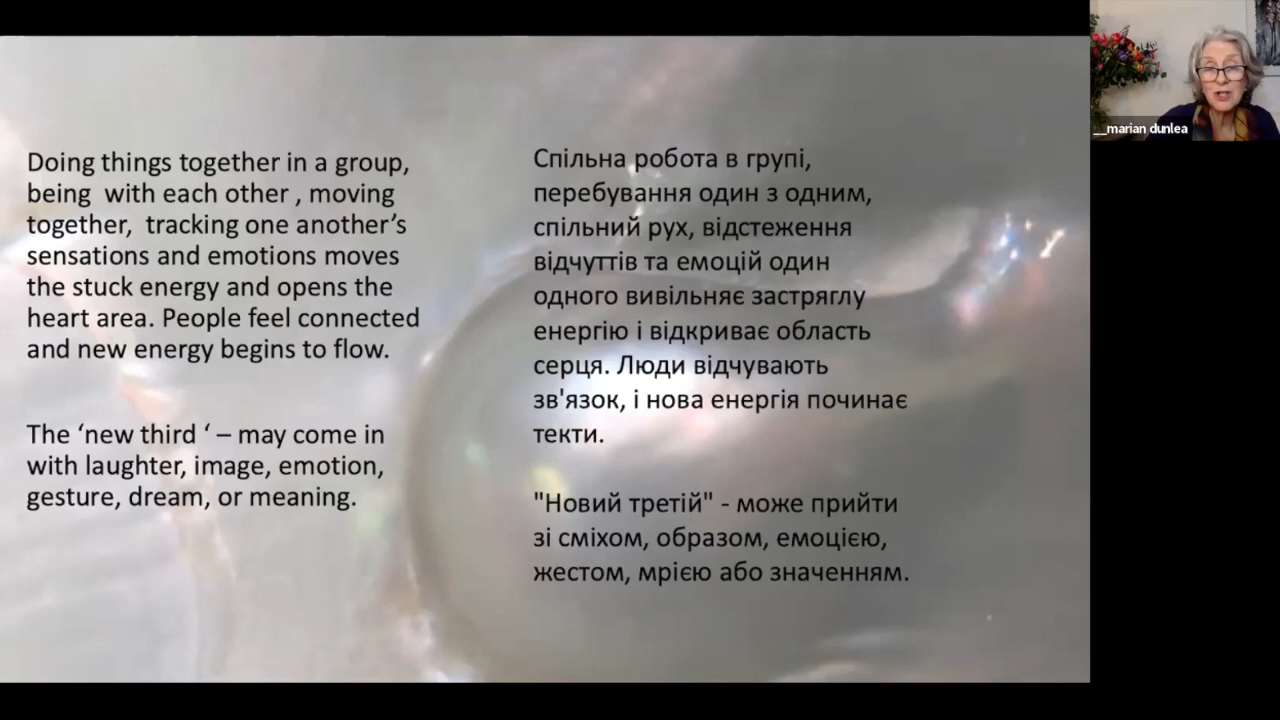 Doing things together in a group,
being  with each other , moving
together,  tracking one another’s
sensations and emotions moves
the stuck energy and opens the
heart area. People feel connected
and new energy begins to flow.
The ‘new third ‘ – may come in
with laughter, image, emotion,
gesture, dream, or meaning.
Спільна робота в групі,
перебування один з одним,
спільний рух, відстеження
відчуттів та емоцій один
одного вивільняє застряглу
енергію і відкриває область
серця. Люди відчувають
зв'язок, і нова енергія починає
текти.
"Новий третій" - може прийти
зі сміхом, образом, емоцією,
жестом, мрією або значенням.
__marian dunlea